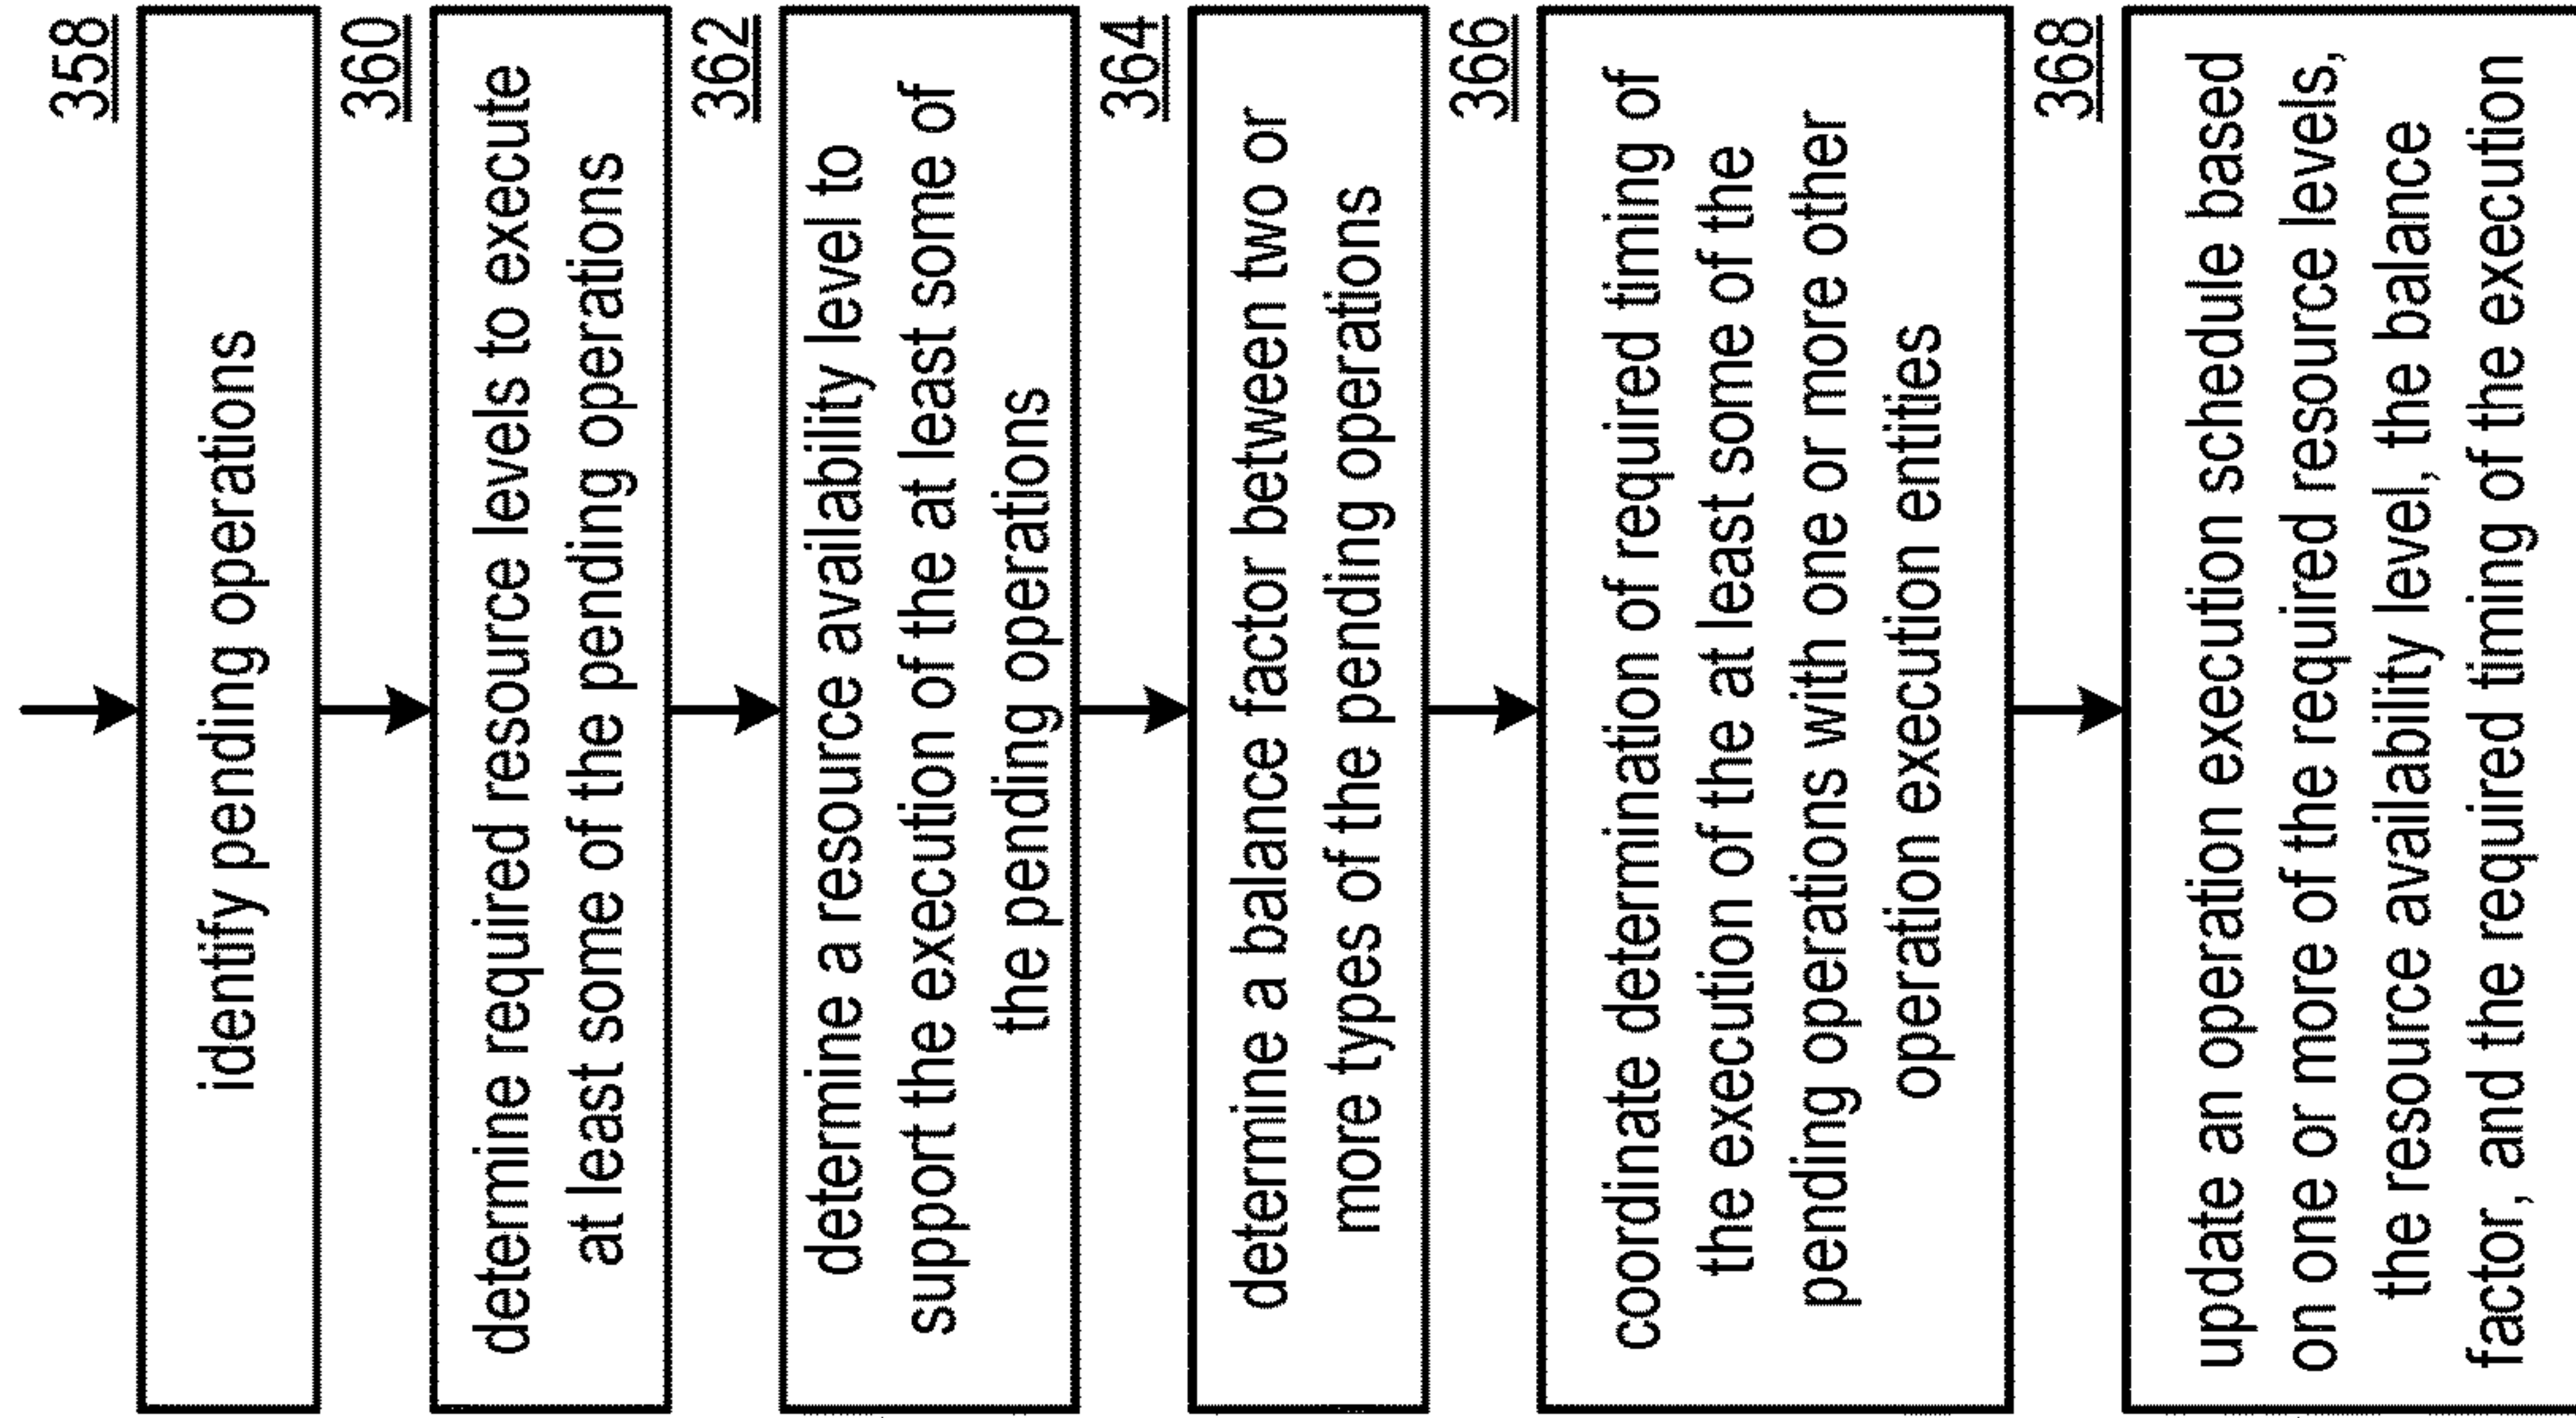 358
identify pending operations
360
determine required resource levels to execute
at least some of the pending operations
362
determine a resource availability level to
support the execution of the at least some of
the pending operations
364
determine a balance factor between two or
more types of the pending operations
366
coordinate determination of required timing of
the execution of the at least some of the
pending operations with one or more other
operation execution entities
368
update an operation execution schedule based
on one or more of the required resource levels,
the resource availability level, the balance
factor, and the required timing of the execution